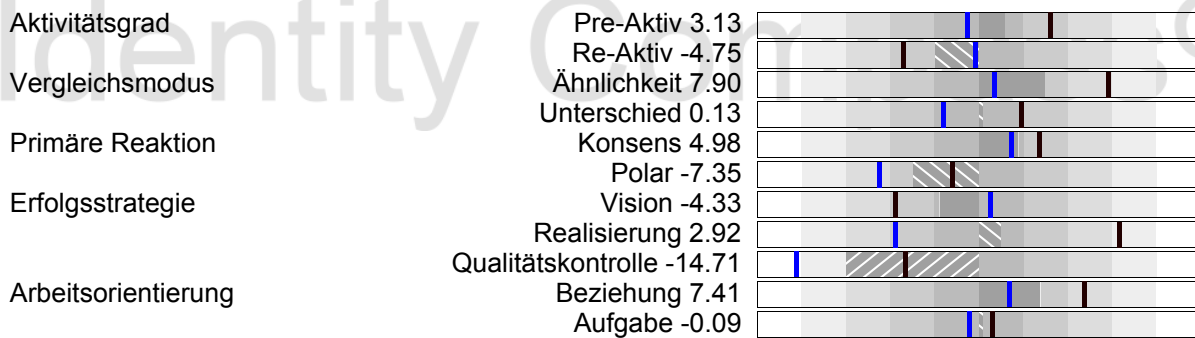 Identity Compass®
Aktivitätsgrad Pre-Aktiv 3.13
Re-Aktiv -4.75
Vergleichsmodus Ähnlichkeit 7.90
Unterschied 0.13
Primäre Reaktion Konsens 4.98
Polar -7.35
Erfolgsstrategie Vision -4.33
Realisierung 2.92
Qualitätskontrolle -14.71
Arbeitsorientierung Beziehung 7.41
Aufgabe -0.09